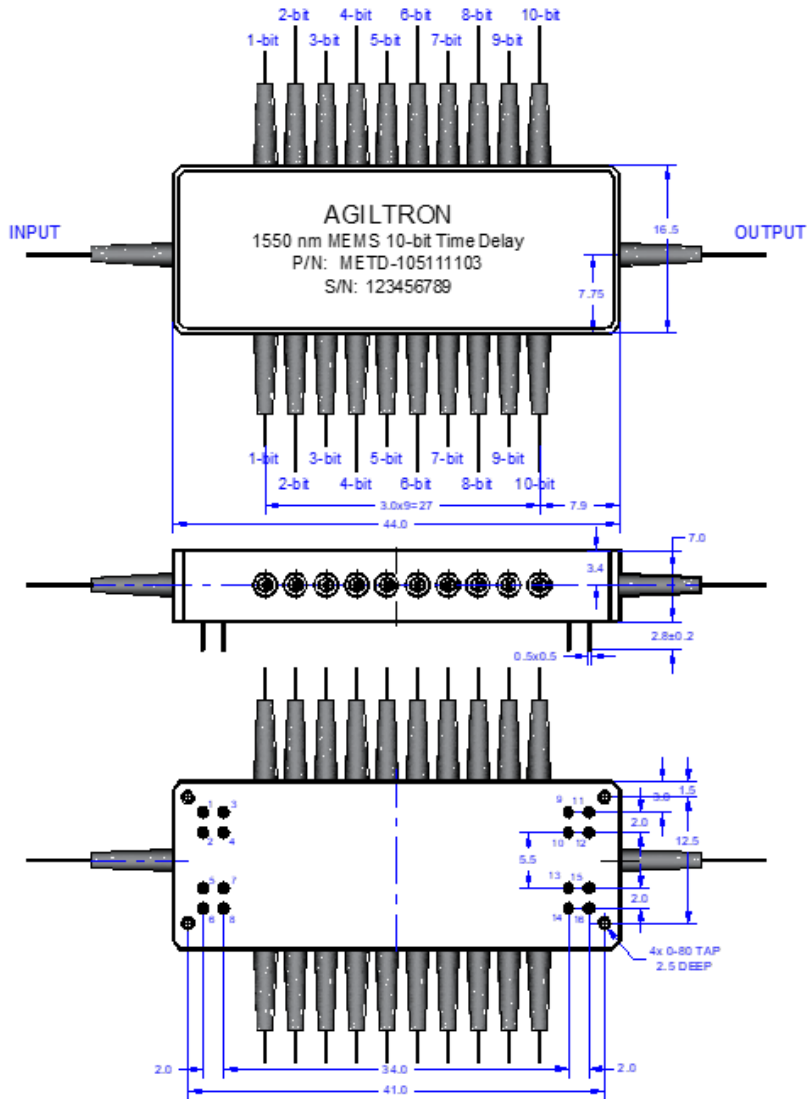 4-bit 6-bit 8-bit 10-bit
2-bit
1-bit 3-bit 5-bit 7-bit 9-bit
AGILTRON
1550 nm MEMS 10-bit Time Delay
P/N: METD-105111103
S/N: 123456789
INPUT
OUTPUT
16.5
7.75
1-bit 3-bit 5-bit 7-bit 9-bit
2-bit 4-bit 6-bit 8-bit 10-bit
3.0x9=27
7.9
44.0
7.0
3.4
2.8±0.2
0.5x0.5
1 3
2 4
5 7
6 8
9 11
10 12
13 15
14 16
3.0
1.5
2.0
5.5
12.5
2.0
4x 0-80 TAP
2.5 DEEP
2.0
34.0
2.0
41.0